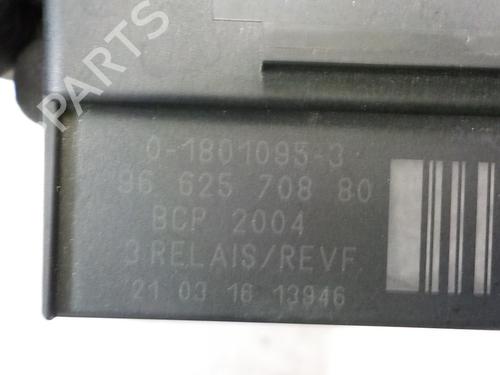 PARTS
0-1801095-3
96 625 708 80
BCP 2004
3 RELAIS/REVF
21 03 16 13946